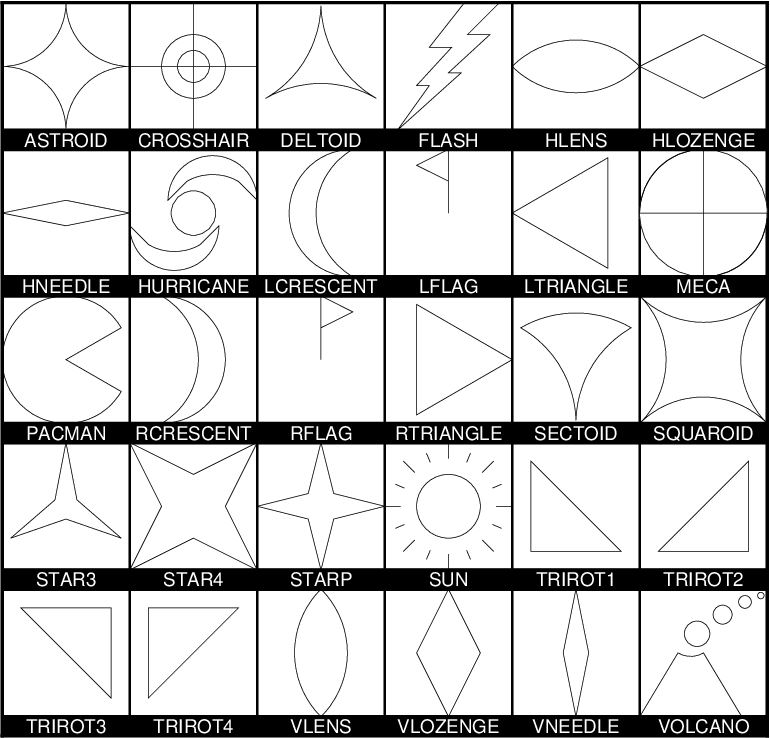 ASTROID CROSSHAIR DELTOID FLASH HLENS HLOZENGE
HNEEDLE HURRICANE LCRESCENT LFLAG LTRIANGLE MECA
PACMAN RCRESCENT RFLAG RTRIANGLE SECTOID SQUAROID
STAR3 STAR4 STARP SUN TRIROT1 TRIROT2
TRIROT3 TRIROT4 VLENS VLOZENGE VNEEDLE VOLCANO